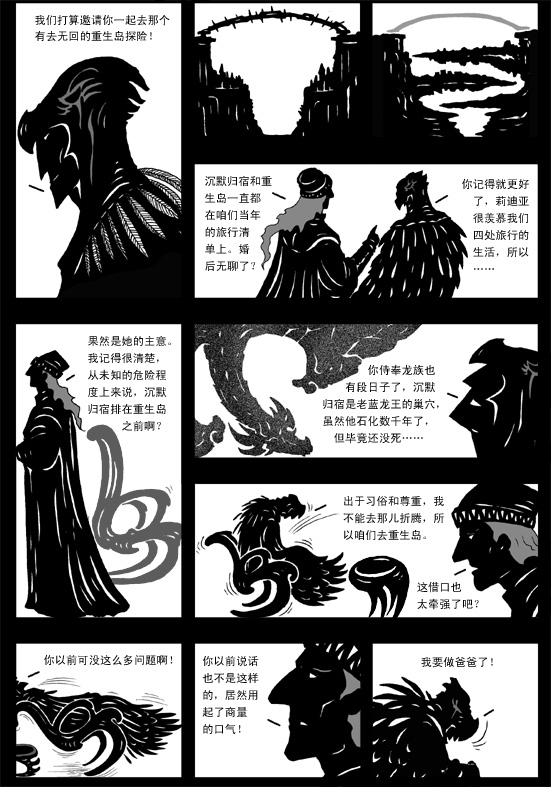 我们打算邀请你一起去那个
有去无回的重生岛探险！
沉默归宿和重
生岛一直都
在咱们当年
的旅行清
单上。婚
后无聊了？
你记得就更好
了，莉迪亚
很羡慕我们
四处旅行的
生活，所以
……
果然是她的主意。
我记得很清楚，
从未知的危险程
度上来说，沉默
归宿排在重生岛
之前啊？
你侍奉龙族也
有段日子了，沉默
归宿是老蓝龙王的巢穴，
虽然他石化数千年了，
但毕竟还没死……
出于习俗和尊重，我
不能去那儿折腾，所
以咱们去重生岛。
这借口也
太牵强了吧？
你以前可没这么多问题啊！
你以前说话
也不是这样
的，居然用
起了商量
的口气！
我要做爸爸了！